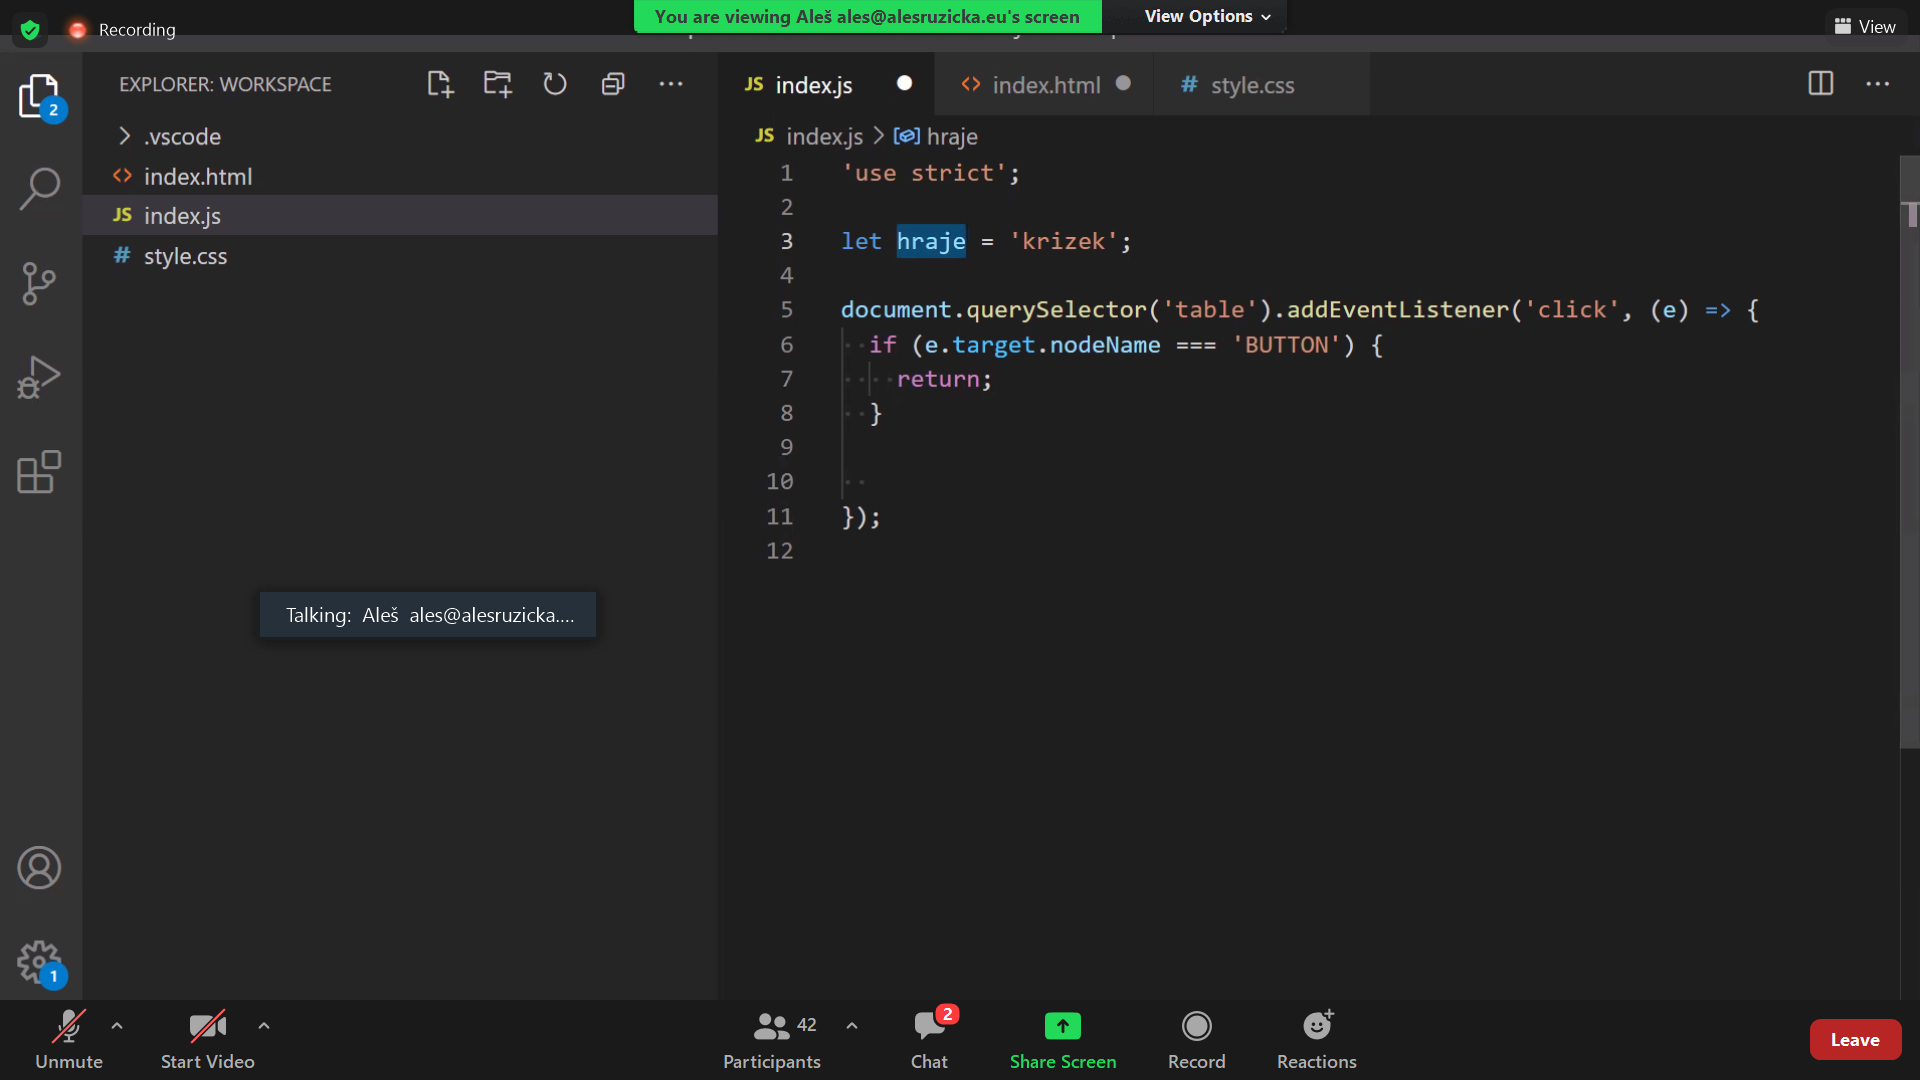 Recording
You are viewing Aleš ales@alesruzicka.eu's screen
View Options
View
EXPLORER: WORKSPACE
JS index.js
index.html
# style.css
2
.vscode
index.html
JS index.js
# style.css
JS index.js > hraje
1 'use strict';
2
3 let hraje = 'krizek';
4
5 document.querySelector('table').addEventListener('click', (e) => {
6 if (e.target.nodeName === 'BUTTON') {
7 return;
8 }
9
10
11 });
12
Talking: Aleš ales@alesruzicka....
1
Unmute
Start Video
42
Participants
2
Chat
Share Screen
Record
Reactions
Leave